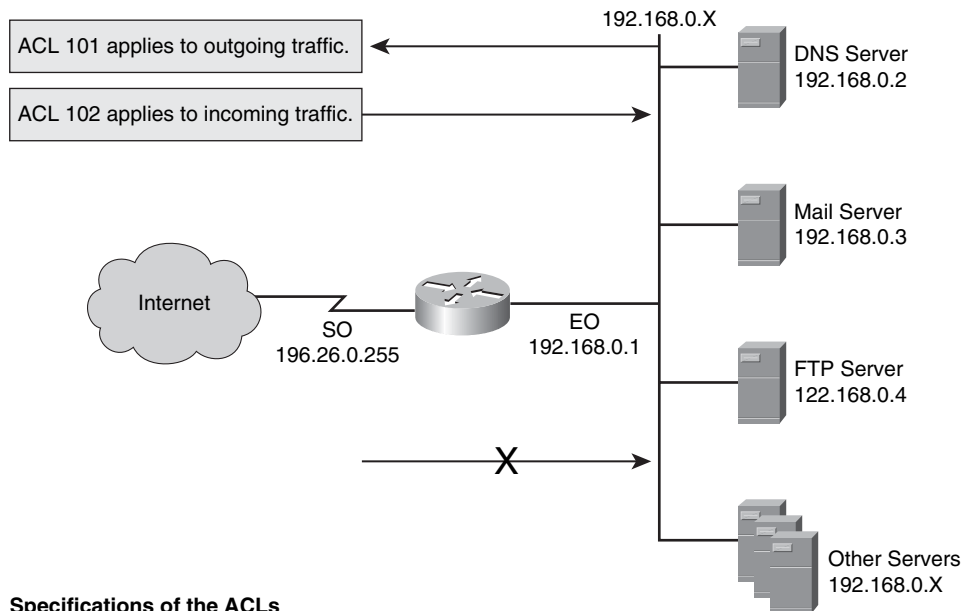 192.168.0.X
ACL 101 applies to outgoing traffic.
ACL 102 applies to incoming traffic.
DNS Server
192.168.0.2
Mail Server
192.168.0.3
Internet
SO
196.26.0.255
EO
192.168.0.1
FTP Server
122.168.0.4
X
Other Servers
192.168.0.X
Specifications of the ACLs